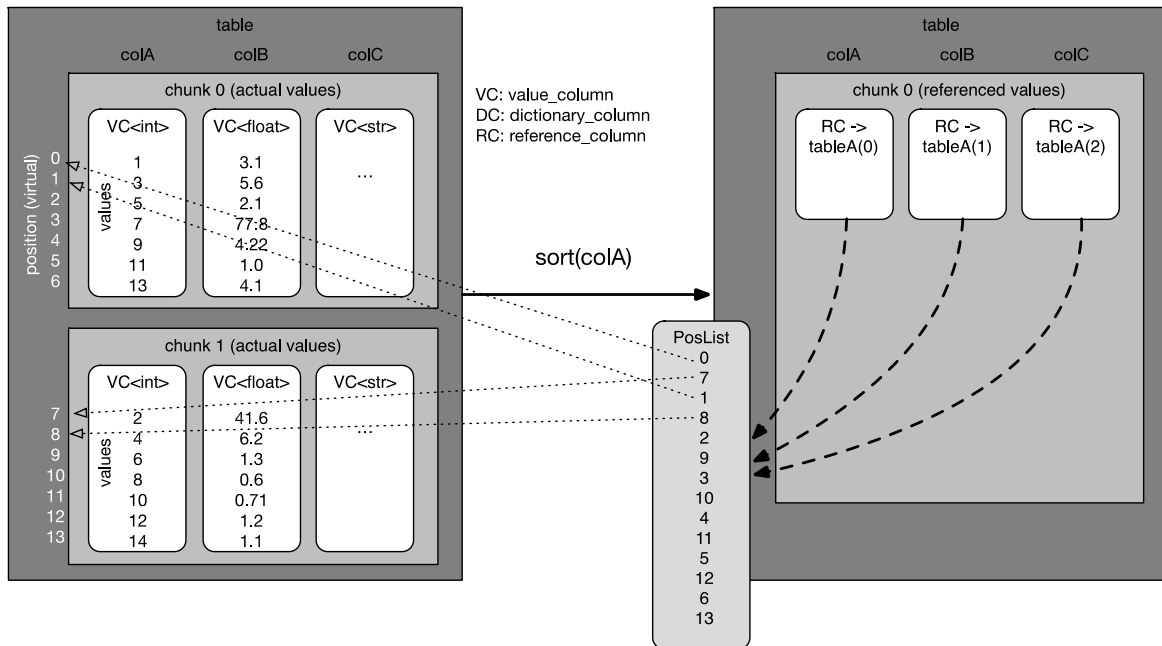 table
colA colB colC
chunk 0 (actual values)
VC<int> VC<float> VC<str>
position (virtual)
values
0 1 3.1
1 3 5.6 ...
2 5 2.1
3 7 77.8
4 9 4.22
5 11 1.0
6 13 4.1
chunk 1 (actual values)
VC<int> VC<float> VC<str>
values
7 2 41.6
8 4 6.2 ...
9 6 1.3
10 8 0.6
11 10 0.71
12 12 1.2
13 14 1.1
VC: value_column
DC: dictionary_column
RC: reference_column
sort(colA)
PosList
0
7
1
8
2
9
3
10
4
11
5
12
6
13
table
colA colB colC
chunk 0 (referenced values)
RC -> RC -> RC ->
tableA(0) tableA(1) tableA(2)